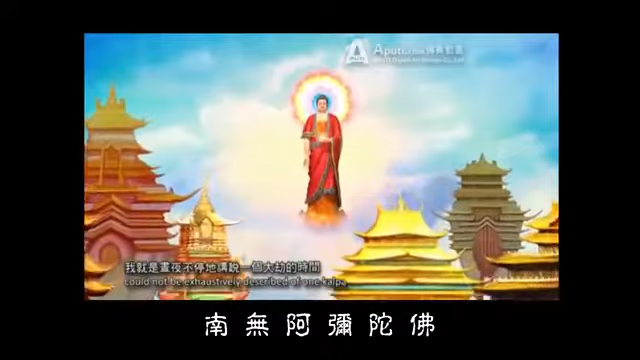 Aputi.com 佛典動畫
我就是晝夜不停地講說一個大劫的時間
could not be exhaustively described of one kalpa
南無阿彌陀佛